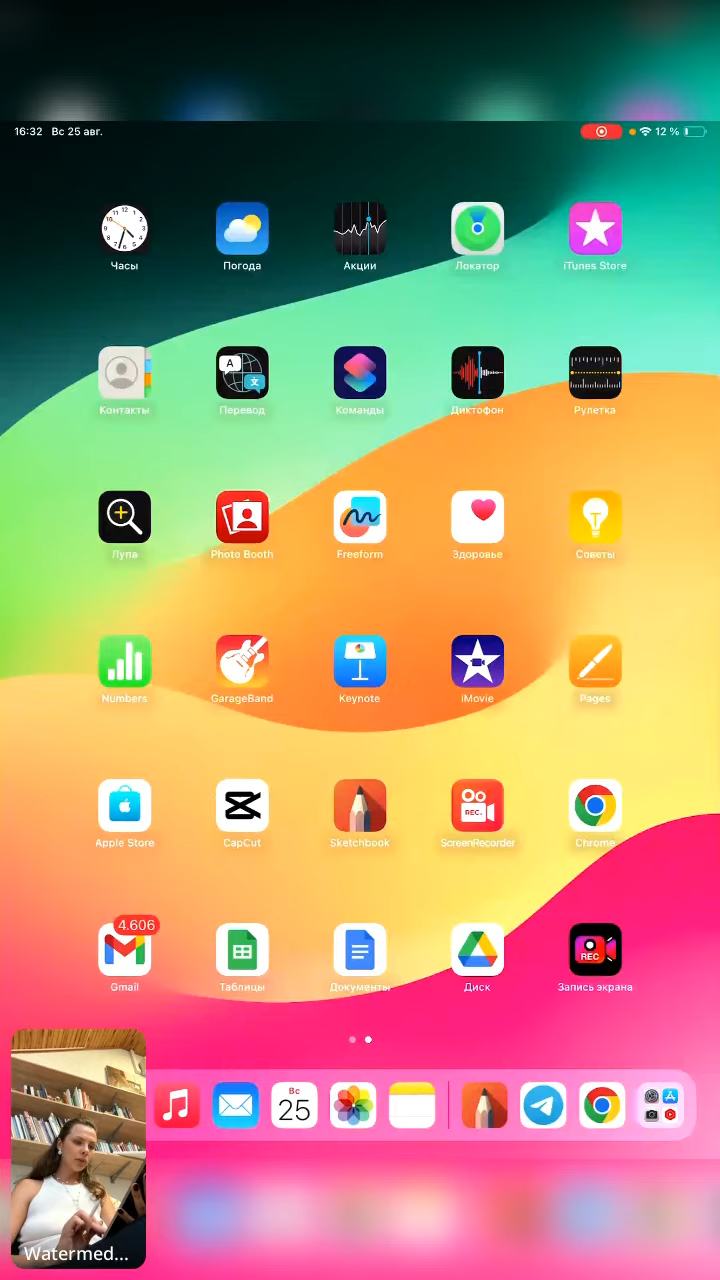 16:32 Вс 25 авг. 12 %
Часы Погода Акции Локатор iTunes Store
Контакты Перевод Команды Диктофон Рулетка
Лупа Photo Booth Freeform Здоровье Советы
Numbers GarageBand Keynote iMovie Pages
REC.
Apple Store CapCut Sketchbook ScreenRecorder Chrome
4.606
REC
Gmail Таблицы Документы Диск Запись экрана
Вс
25
Watermed...